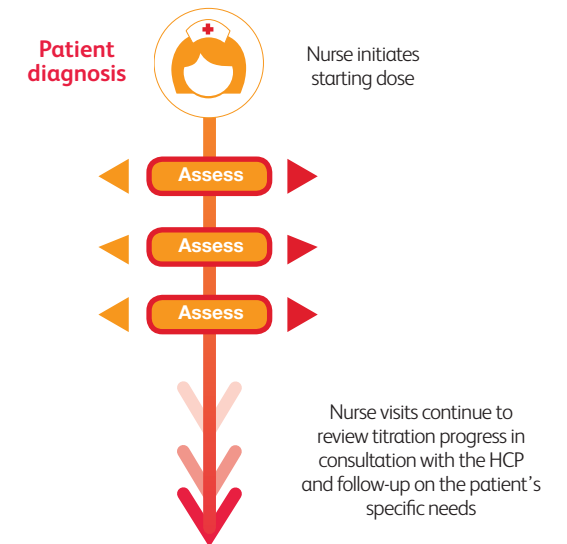 Patient
diagnosis
Nurse initiates
starting dose
Assess
Assess
Assess
Nurse visits continue to
review titration progress in
consultation with the HCP
and follow-up on the patient's
specific needs